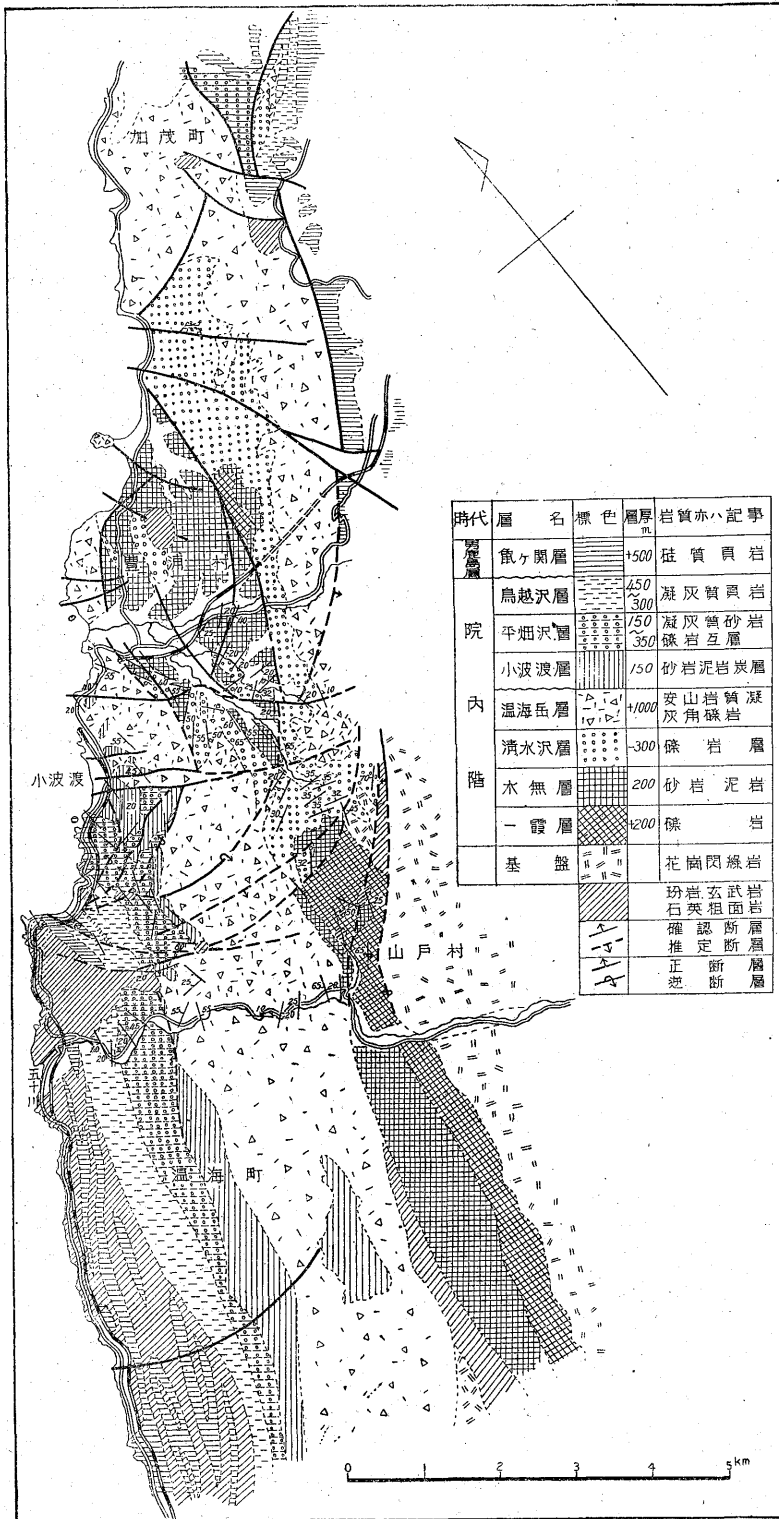 加茂町
豊浦村
小波渡
山戸村
五十川
温海町
時代 層名 標色 層厚m 岩質亦ハ記事
鼠ヶ関層 +500 硅質頁岩
院内階
鳥越沢層 450~300 凝灰質頁岩
平畑沢層 150~350 凝灰質砂岩礫岩互層
小波渡層 150 砂岩泥岩炭層
温海岳層 +1000 安山岩質凝灰角礫岩
清水沢層 -300 礫岩層
木無層 200 砂岩泥岩
一霞層 +200 礫岩
基盤 花崗閃緑岩
玢岩玄武岩
石英粗面岩
確認断層
推定断層
正断層
逆断層
0 1 2 3 4 5 km